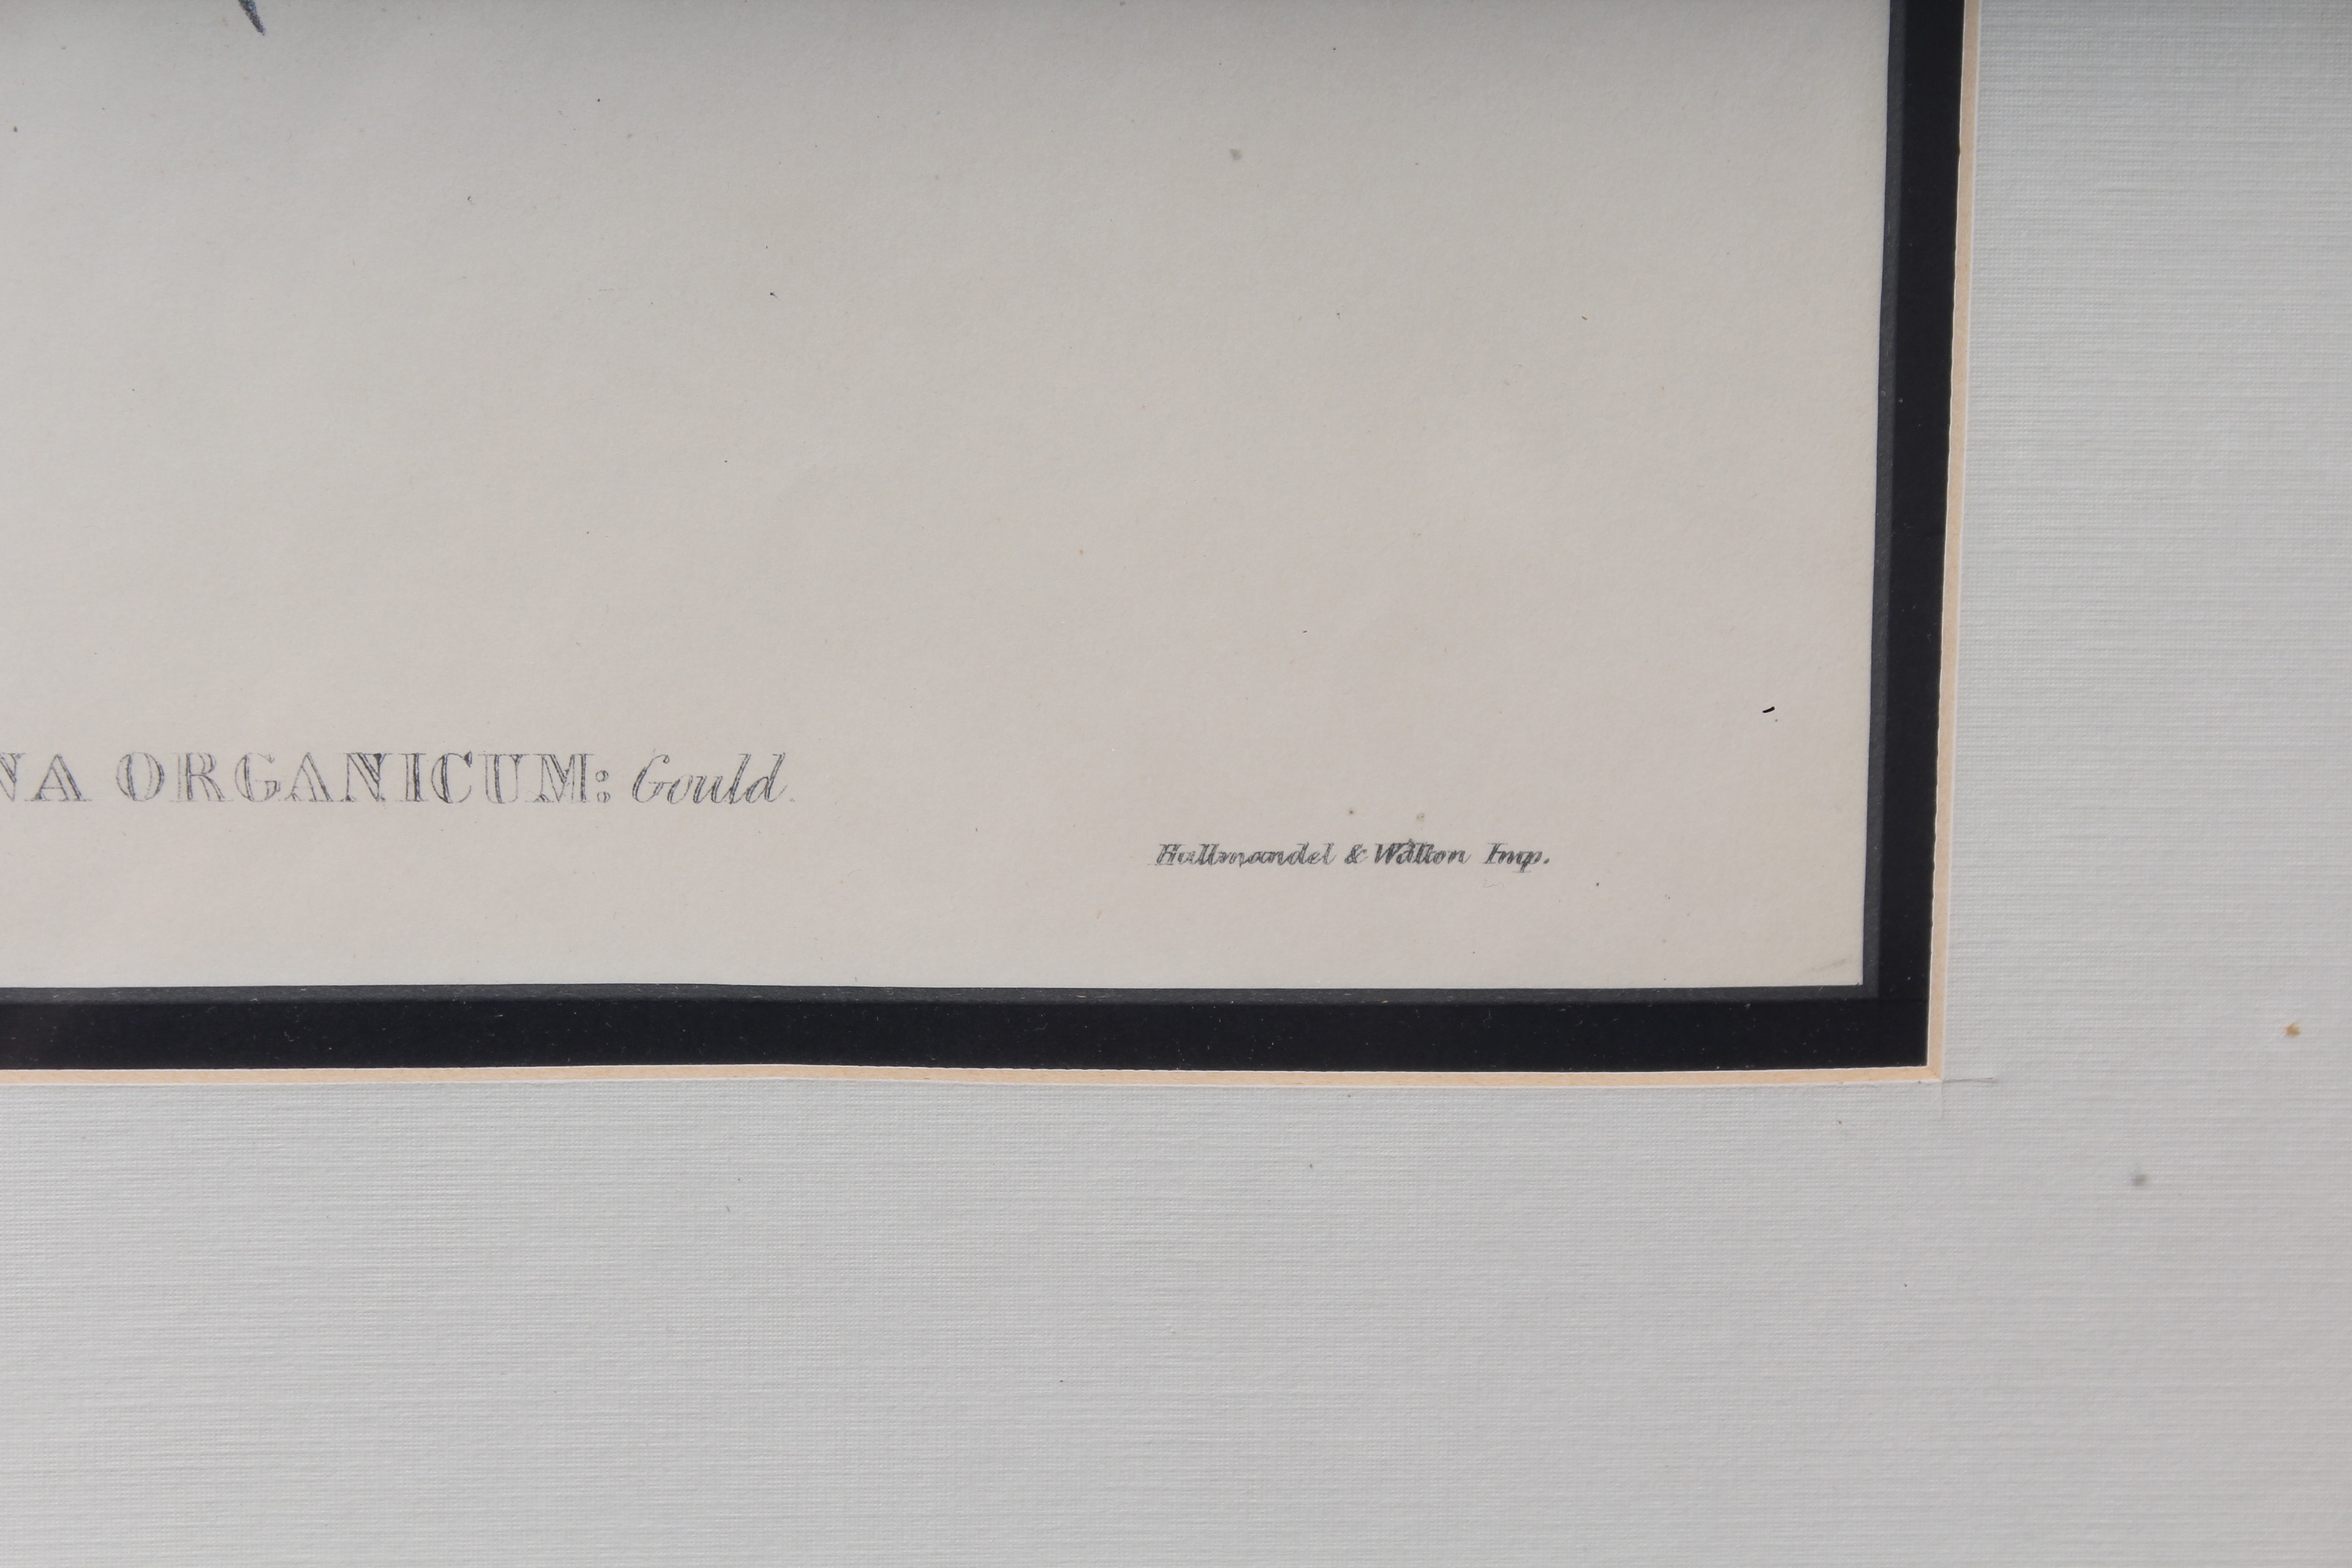 NA ORGANICUM: Gould.
Hullmandel & Walton Imp.